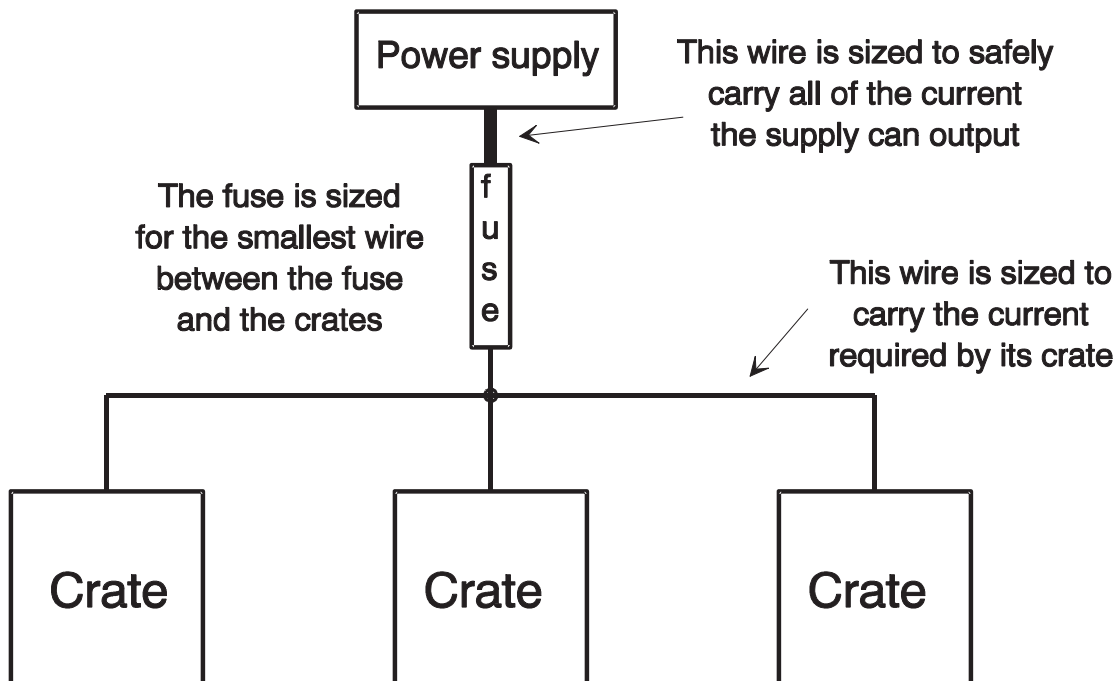 Power supply
This wire is sized to safely
carry all of the current
the supply can output
fuse
The fuse is sized
for the smallest wire
between the fuse
and the crates
This wire is sized to
carry the current
required by its crate
Crate
Crate
Crate